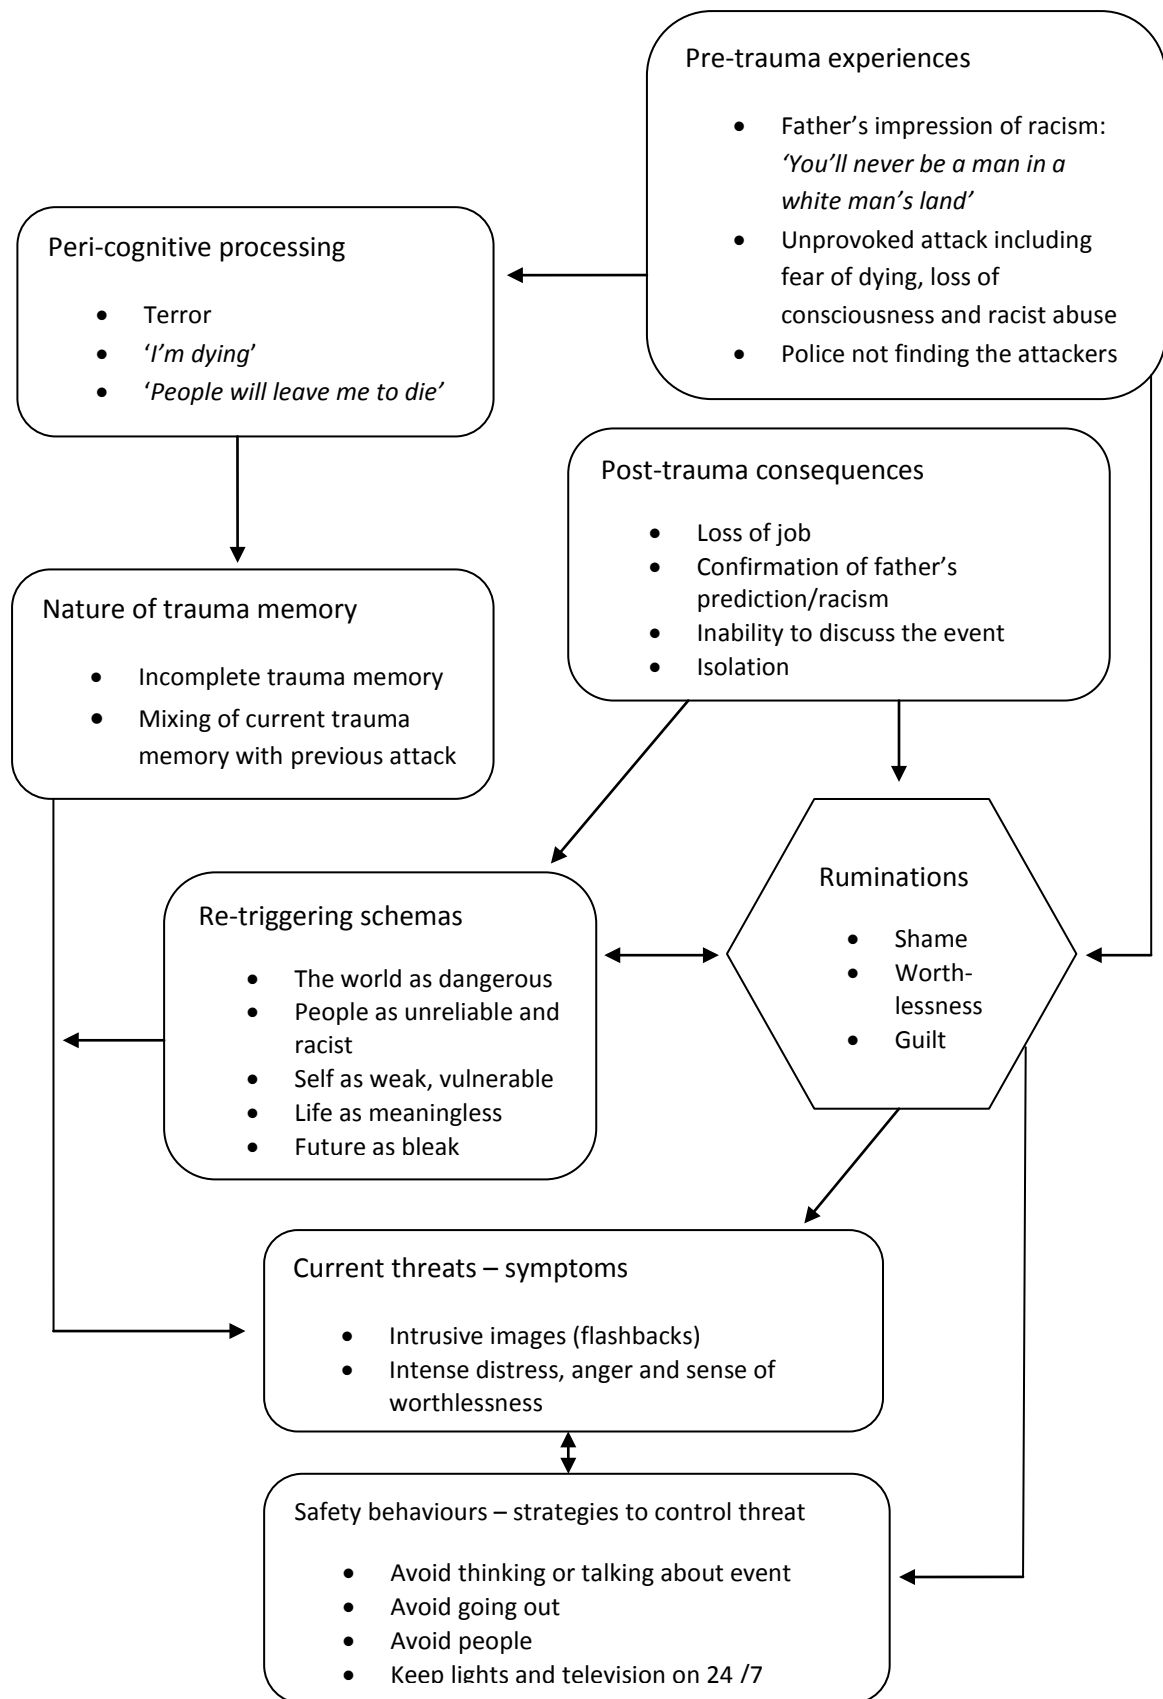 Pre-trauma experiences
• Father’s impression of racism:
‘You’ll never be a man in a
white man’s land’
• Unprovoked attack including
fear of dying, loss of
consciousness and racist abuse
• Police not finding the attackers
Peri-cognitive processing
• Terror
• ‘I’m dying’
• ‘People will leave me to die’
Post-trauma consequences
• Loss of job
• Confirmation of father’s
prediction/racism
• Inability to discuss the event
• Isolation
Nature of trauma memory
• Incomplete trauma memory
• Mixing of current trauma
memory with previous attack
Ruminations
• Shame
• Worth-
lessness
• Guilt
Re-triggering schemas
• The world as dangerous
• People as unreliable and
racist
• Self as weak, vulnerable
• Life as meaningless
• Future as bleak
Current threats – symptoms
• Intrusive images (flashbacks)
• Intense distress, anger and sense of
worthlessness
Safety behaviours – strategies to control threat
• Avoid thinking or talking about event
• Avoid going out
• Avoid people
• Keep lights and television on 24 /7